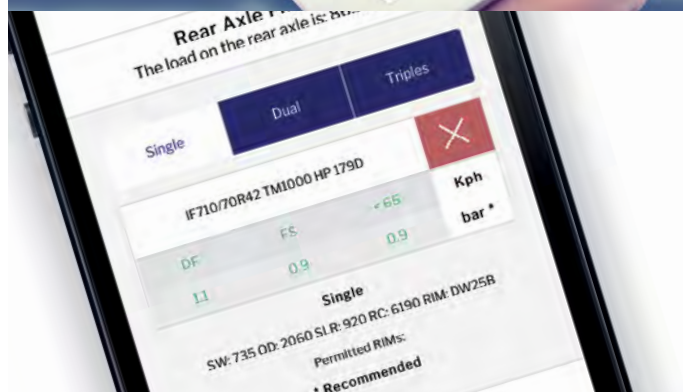 Rear Axle
The load on the rear axle is:
Single Dual Triples
IF710/70R42 TM1000 HP 179D
DF FS <65 Kph
1.1 0.9 0.9 bar *
Single
SW: 735 OD: 2060 SLR: 920 RC: 6190 RIM: DW25B
Permitted RIMs:
* Recommended